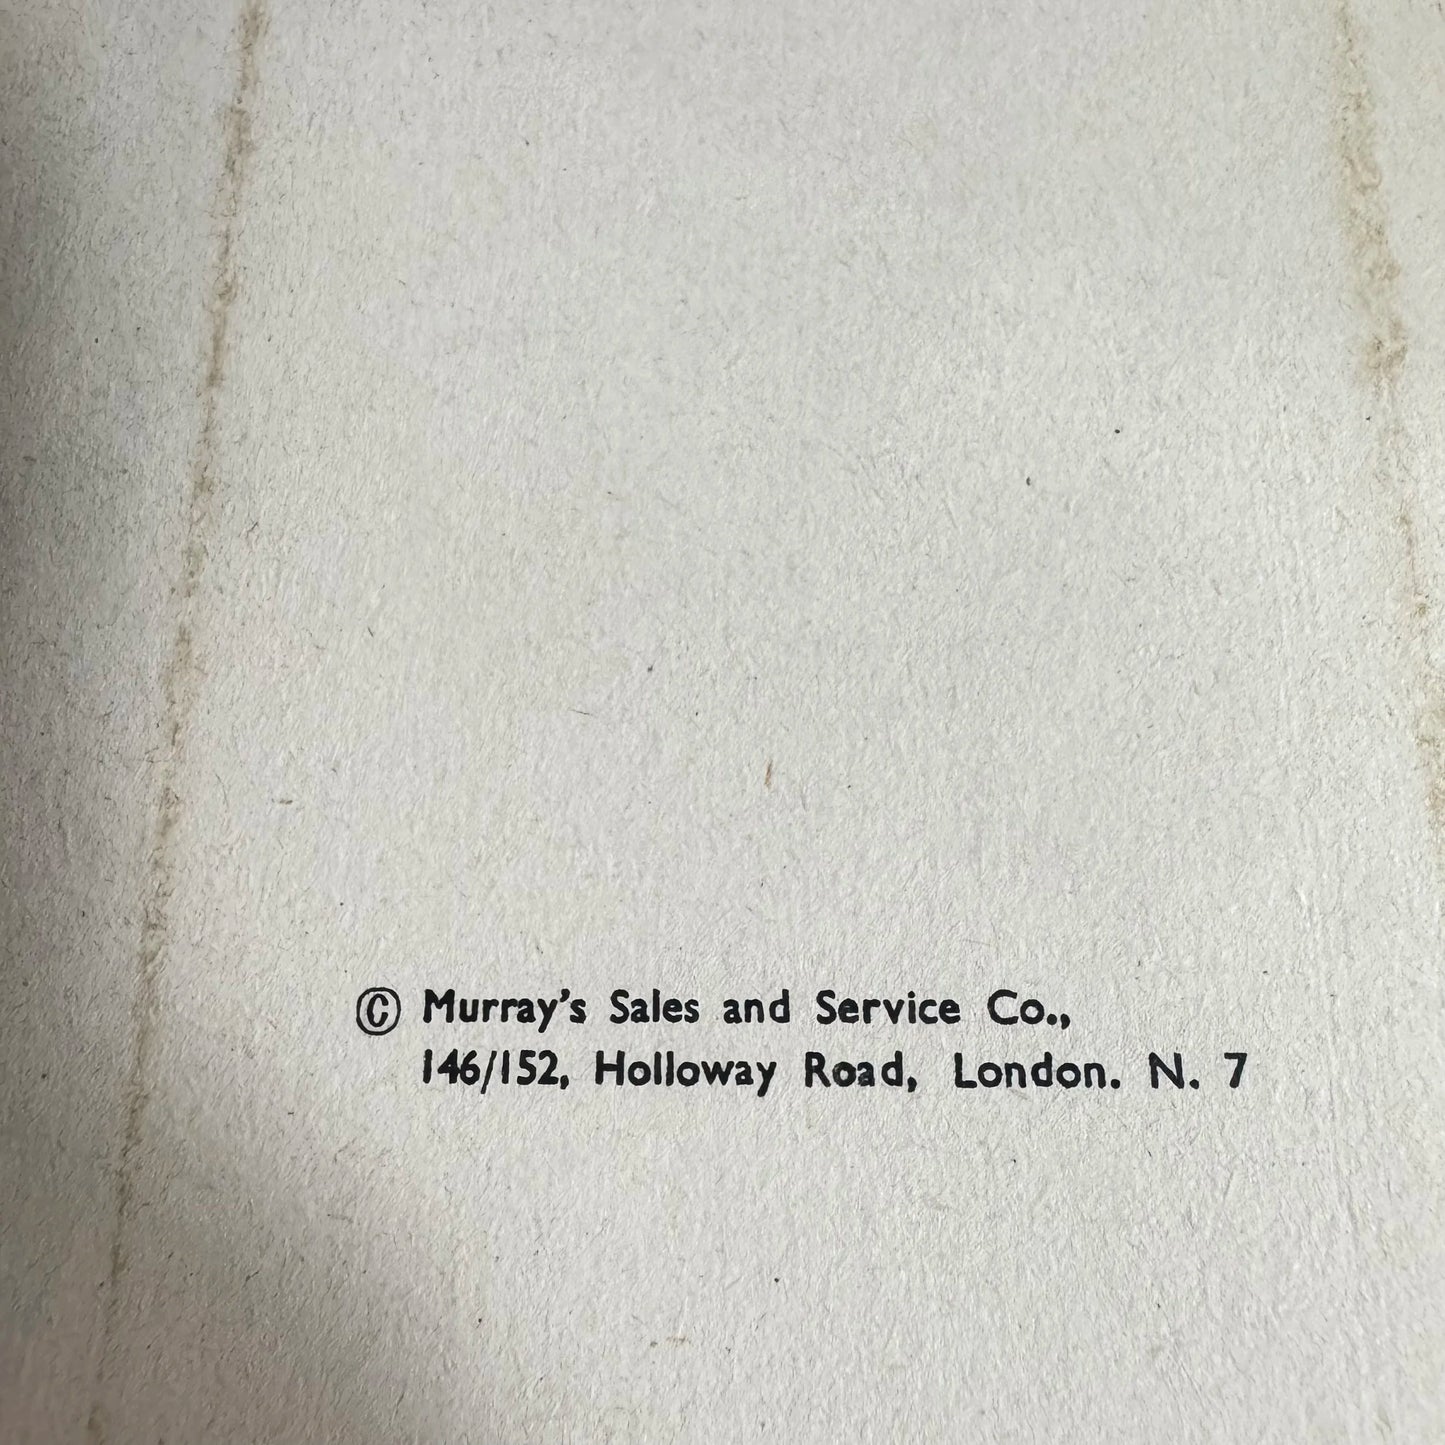 © Murray's Sales and Service Co.,
146/152, Holloway Road, London. N. 7